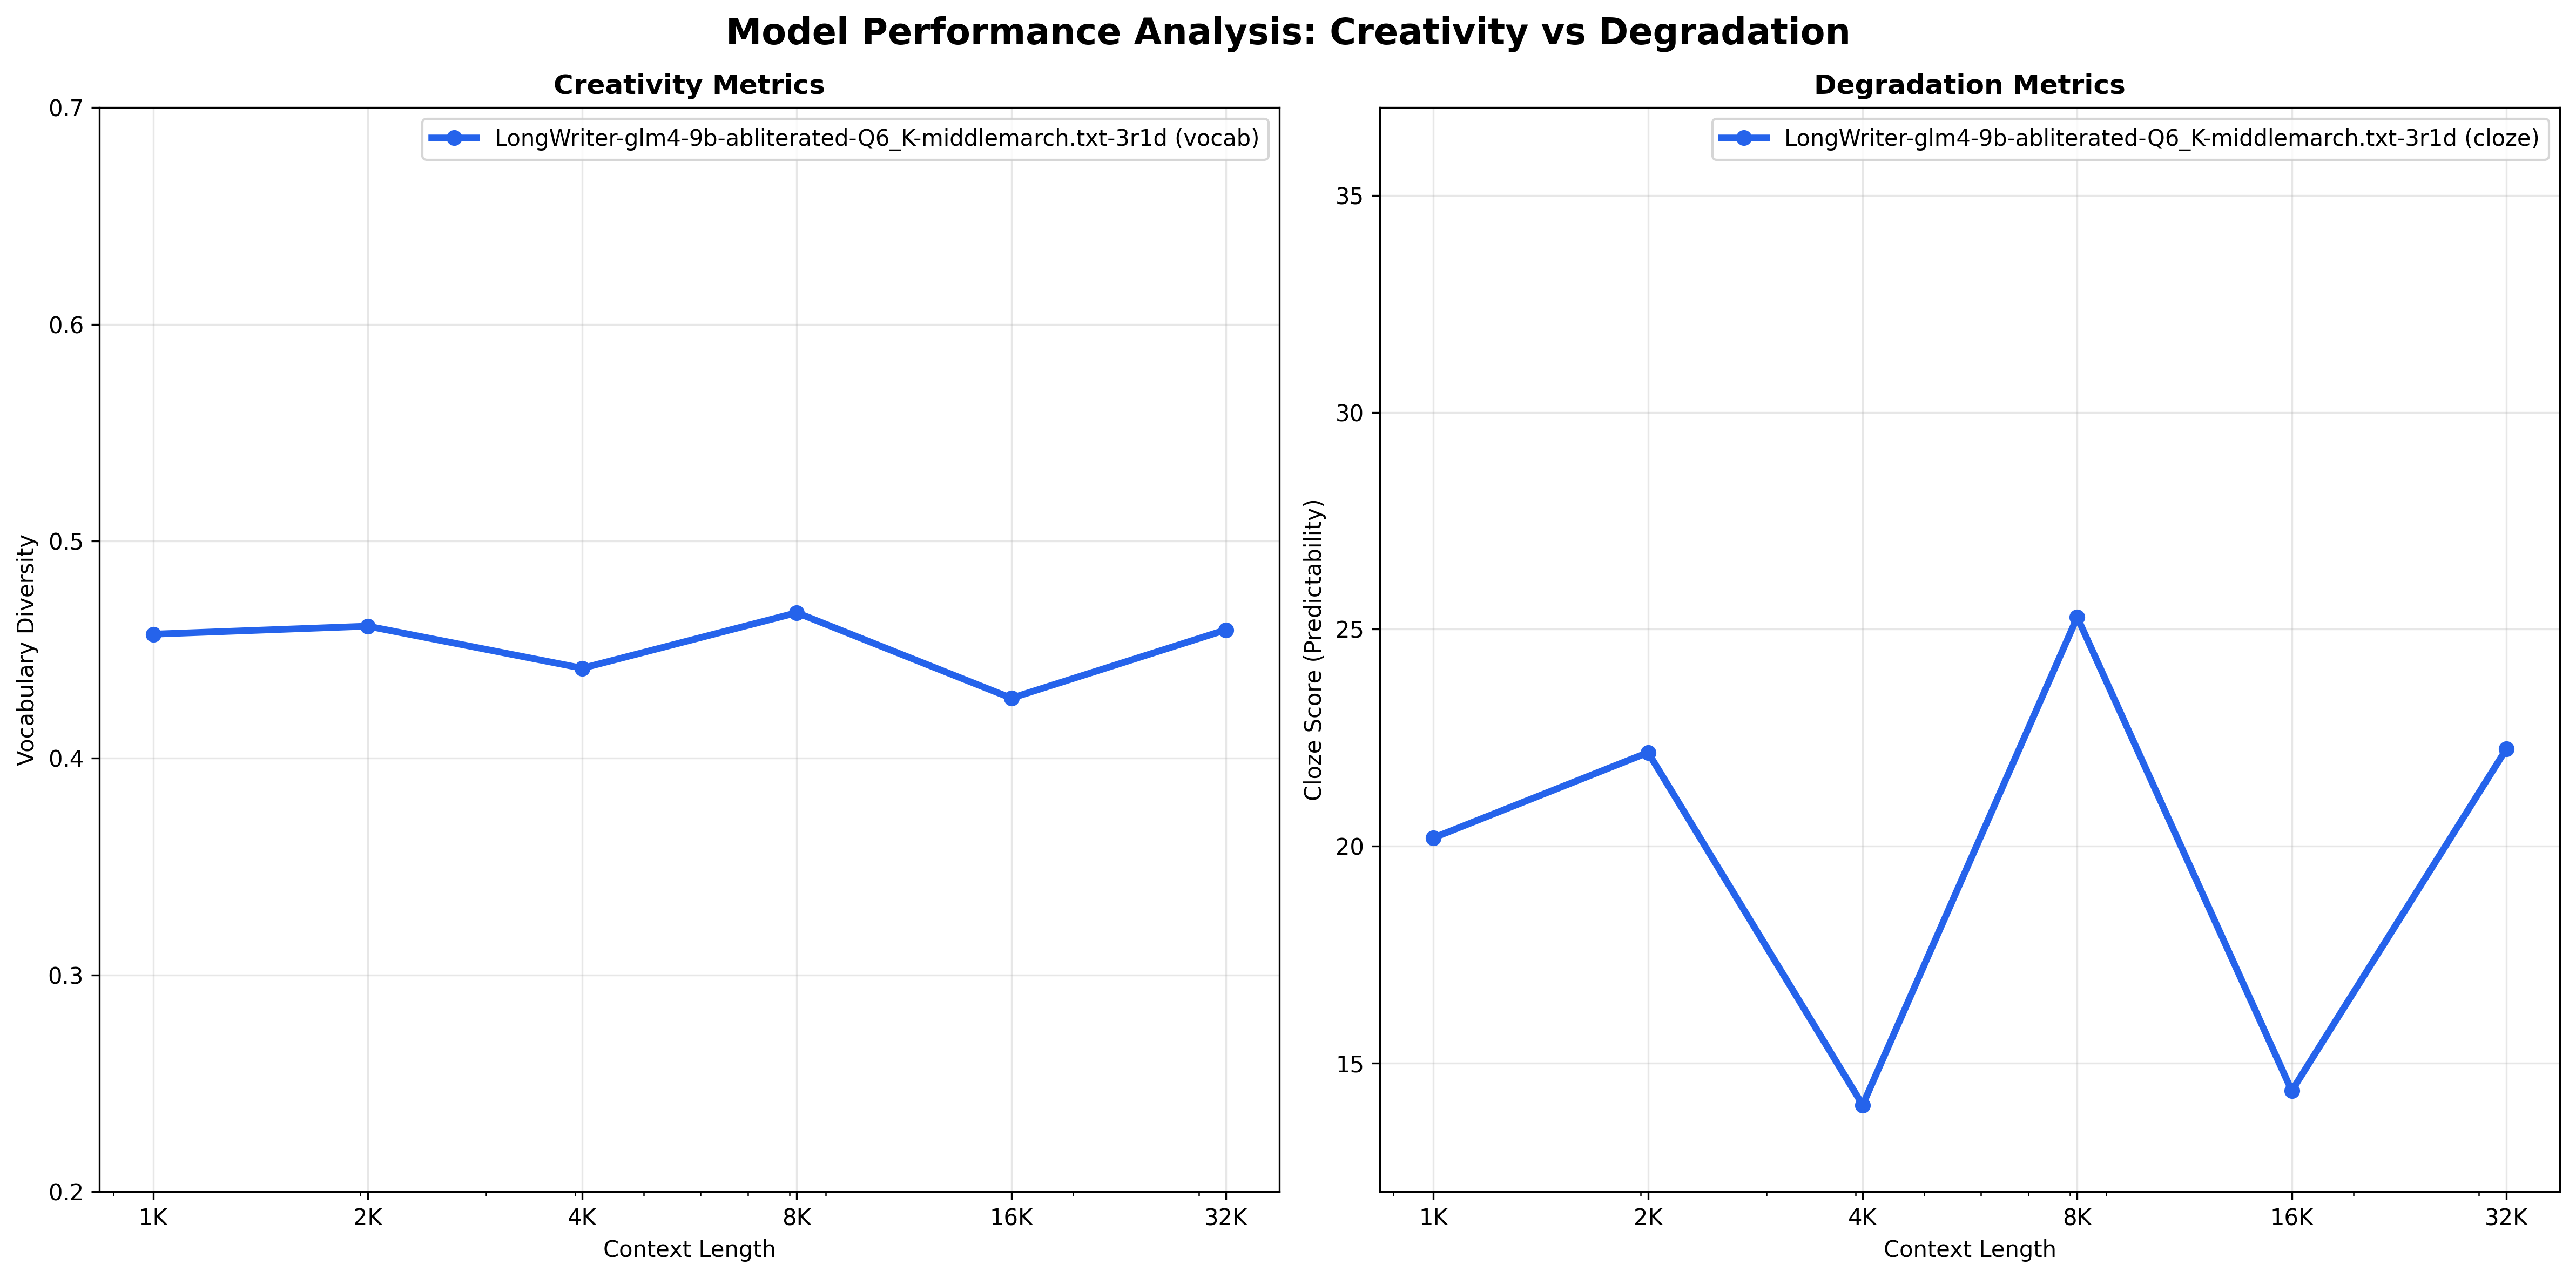 Model Performance Analysis: Creativity vs Degradation
Creativity Metrics
LongWriter-glm4-9b-abliterated-Q6_K-middlemarch.txt-3r1d (vocab)
Vocabulary Diversity
0.7
0.6
0.5
0.4
0.3
0.2
1K 2K 4K 8K 16K 32K
Context Length
Degradation Metrics
LongWriter-glm4-9b-abliterated-Q6_K-middlemarch.txt-3r1d (cloze)
Cloze Score (Predictability)
35
30
25
20
15
1K 2K 4K 8K 16K 32K
Context Length